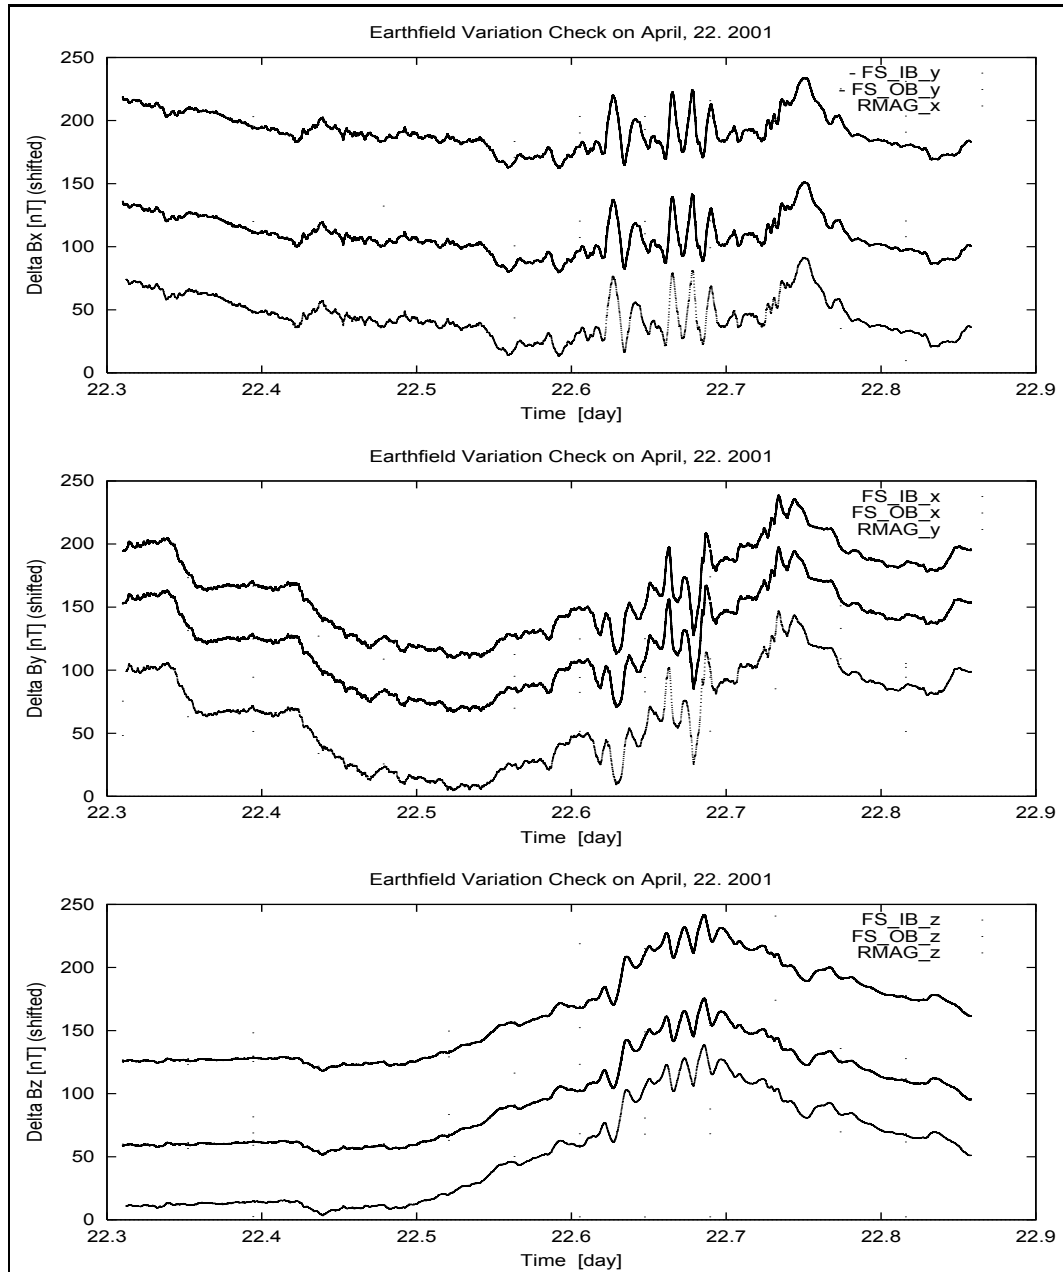 Earthfield Variation Check on April, 22. 2001
Delta Bx [nT] (shifted)
250
200
150
100
50
0
- FS_IB_y
- FS_OB_y
RMAG_x
22.3 22.4 22.5 22.6 22.7 22.8 22.9
Time [day]
Earthfield Variation Check on April, 22. 2001
Delta By [nT] (shifted)
250
200
150
100
50
0
FS_IB_x
FS_OB_x
RMAG_y
22.3 22.4 22.5 22.6 22.7 22.8 22.9
Time [day]
Earthfield Variation Check on April, 22. 2001
Delta Bz [nT] (shifted)
250
200
150
100
50
0
FS_IB_z
FS_OB_z
RMAG_z
22.3 22.4 22.5 22.6 22.7 22.8 22.9
Time [day]